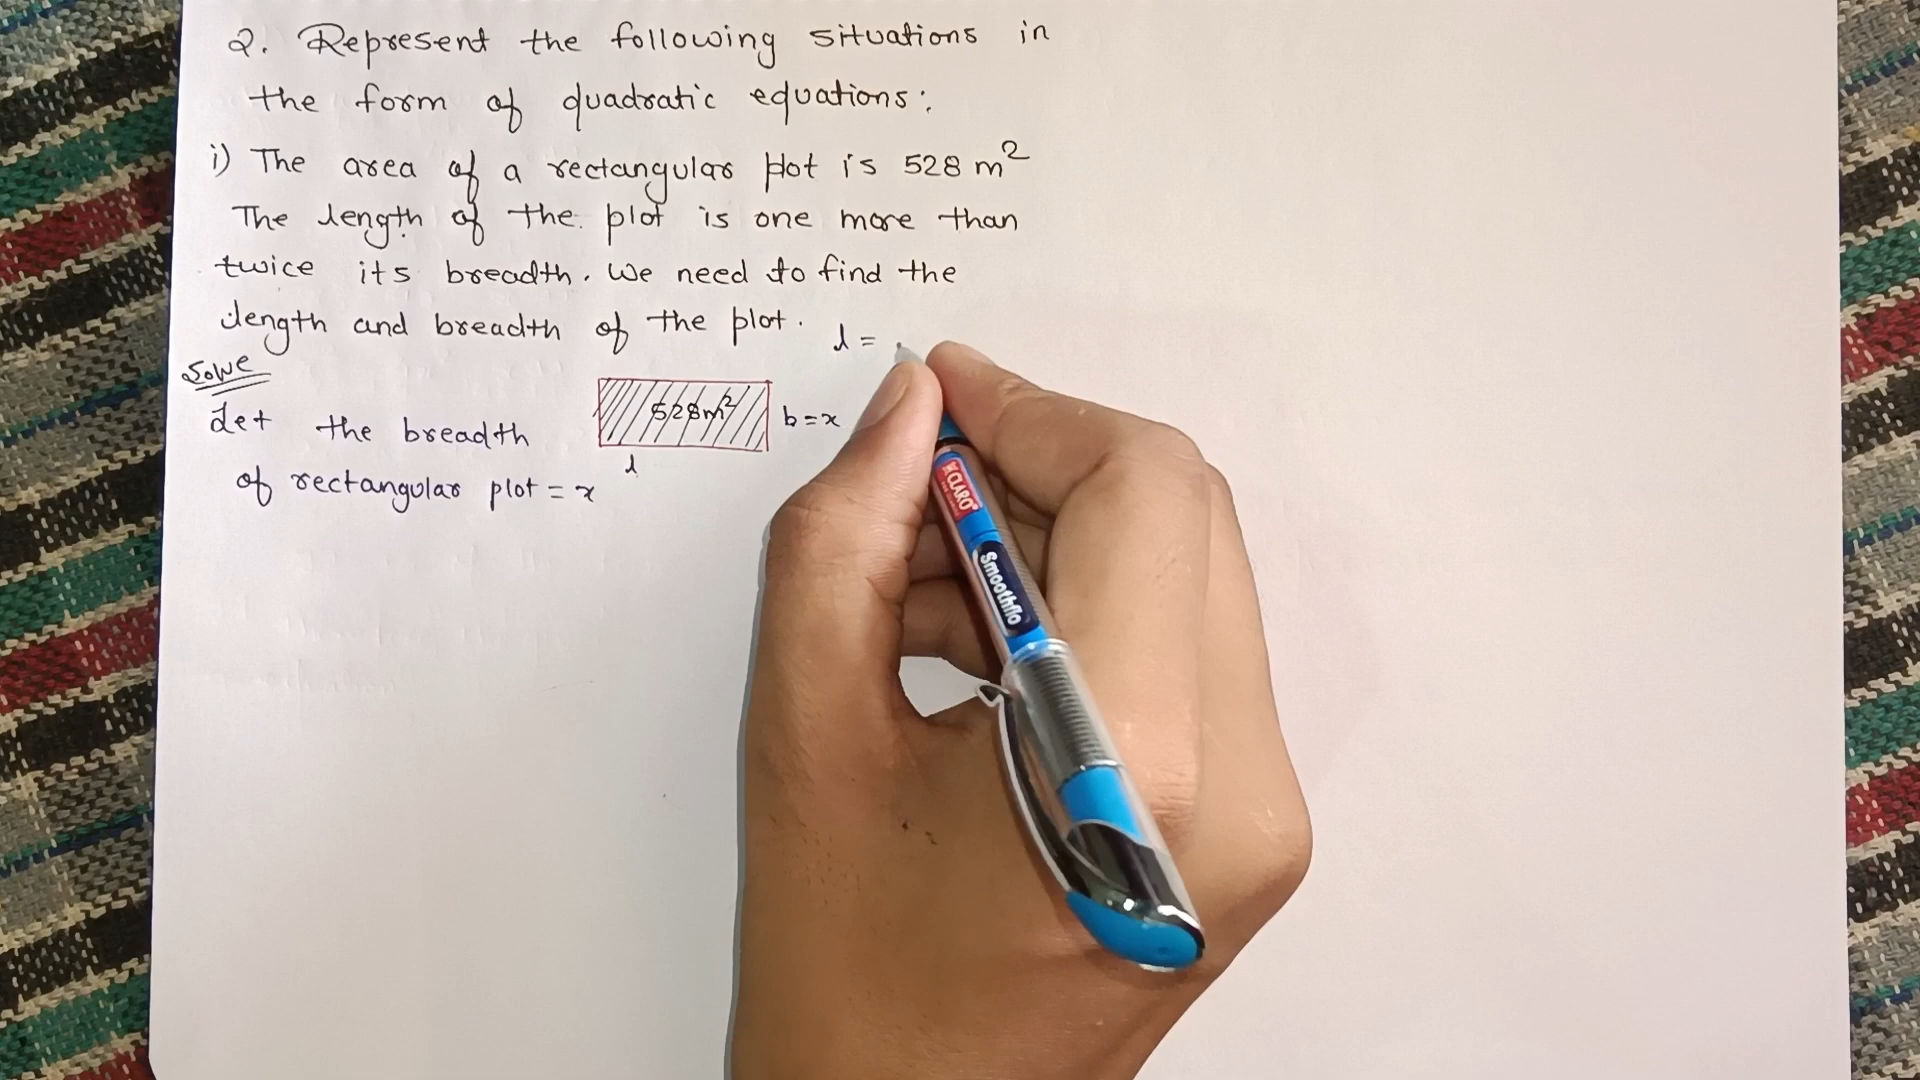 2. Represent the following situations in
the form of quadratic equations:
i) The area of a rectangular plot is 528 m²
The length of the plot is one more than
twice its breadth. We need to find the
length and breadth of the plot.
l =
Solve
528m²
b = x
Let the breadth
l
of rectangular plot = x
CLARO
Smoothflo